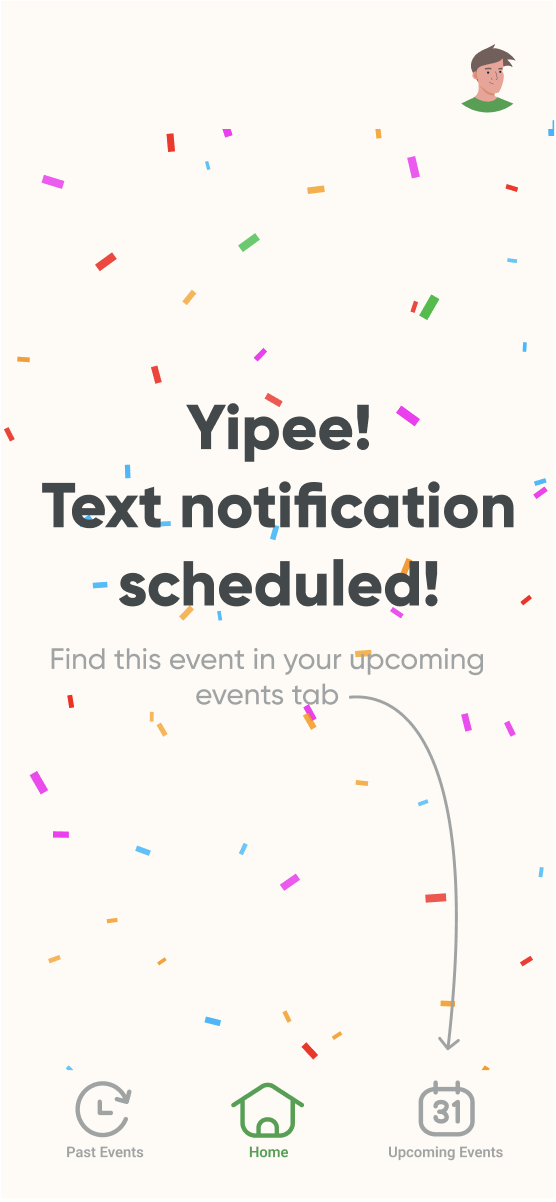 Yipee!
Text notification
scheduled!
Find this event in your upcoming
events tab
31
Past Events
Home
Upcoming Events